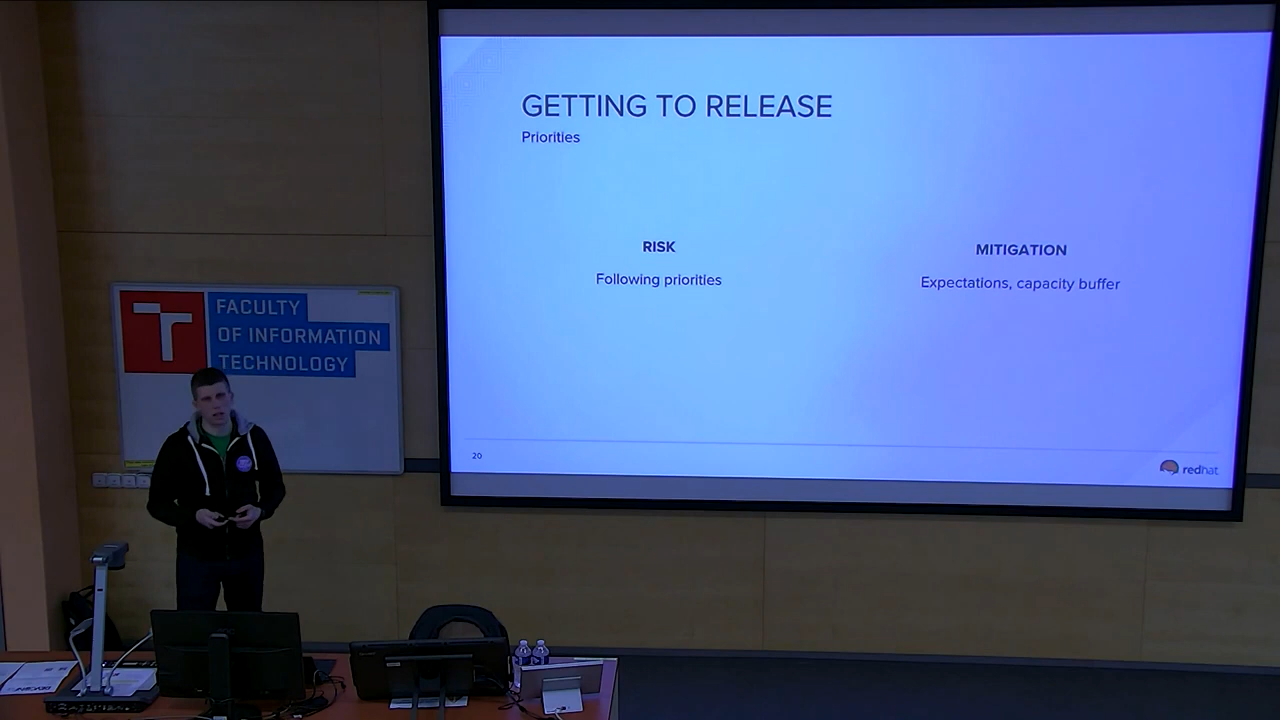 GETTING TO RELEASE
Priorities
RISK
Following priorities
MITIGATION
Expectations, capacity buffer
20
redhat
FACULTY
OF INFORMATION
TECHNOLOGY